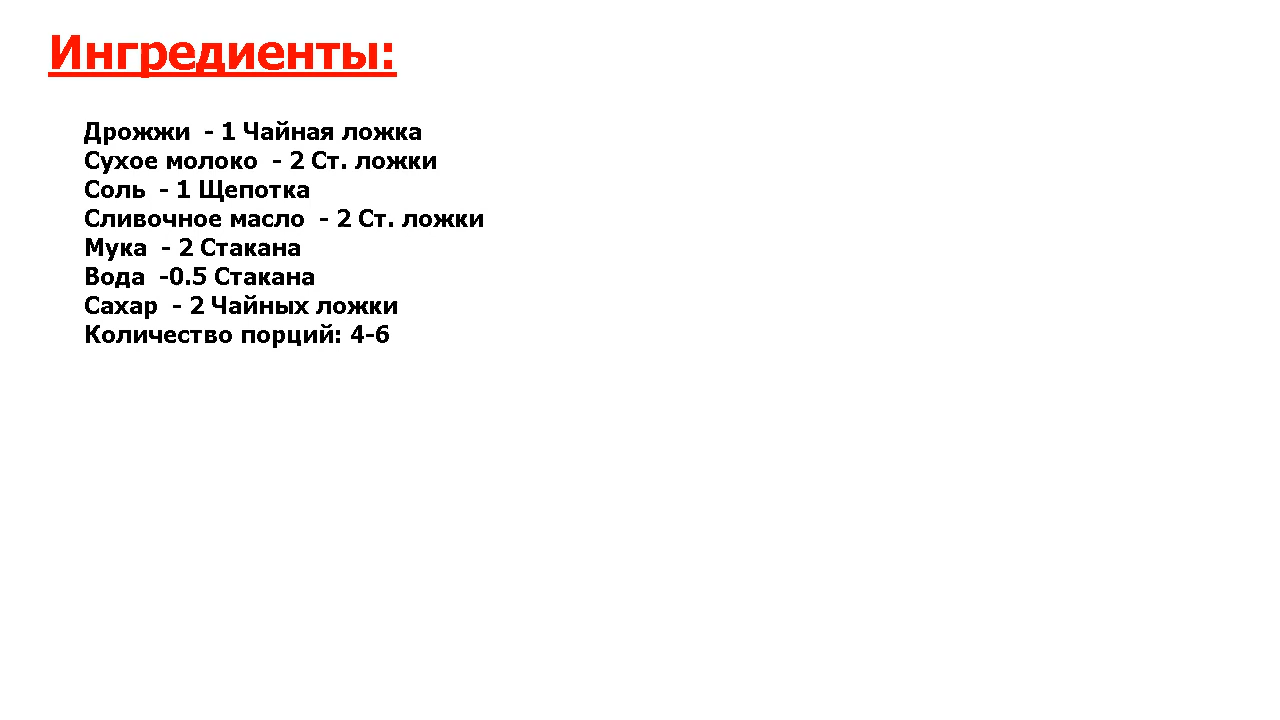 Ингредиенты:
Дрожжи  - 1 Чайная ложка
Сухое молоко  - 2 Ст. ложки
Соль  - 1 Щепотка
Сливочное масло  - 2 Ст. ложки
Мука  - 2 Стакана
Вода  -0.5 Стакана
Сахар  - 2 Чайных ложки
Количество порций: 4-6